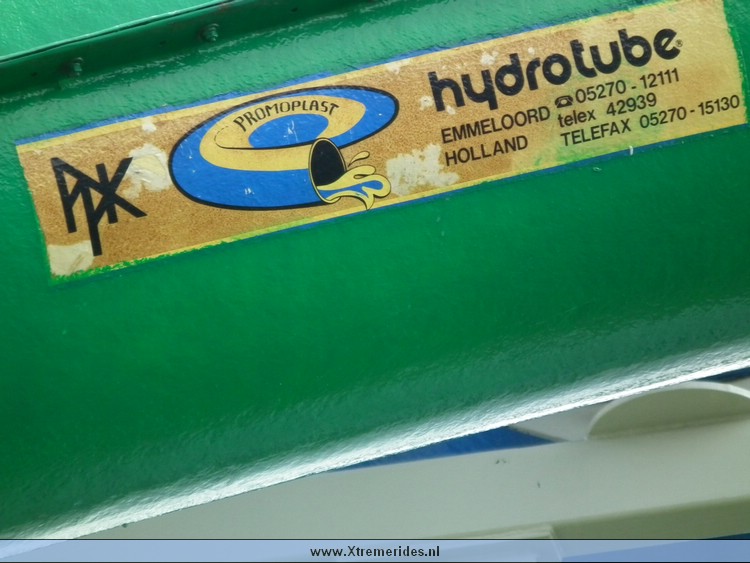 PROMOPLAST
hydrotube®
EMMELOORD ☎05270-12111
HOLLAND telex 42939
TELEFAX 05270-15130
www.Xtremerides.nl